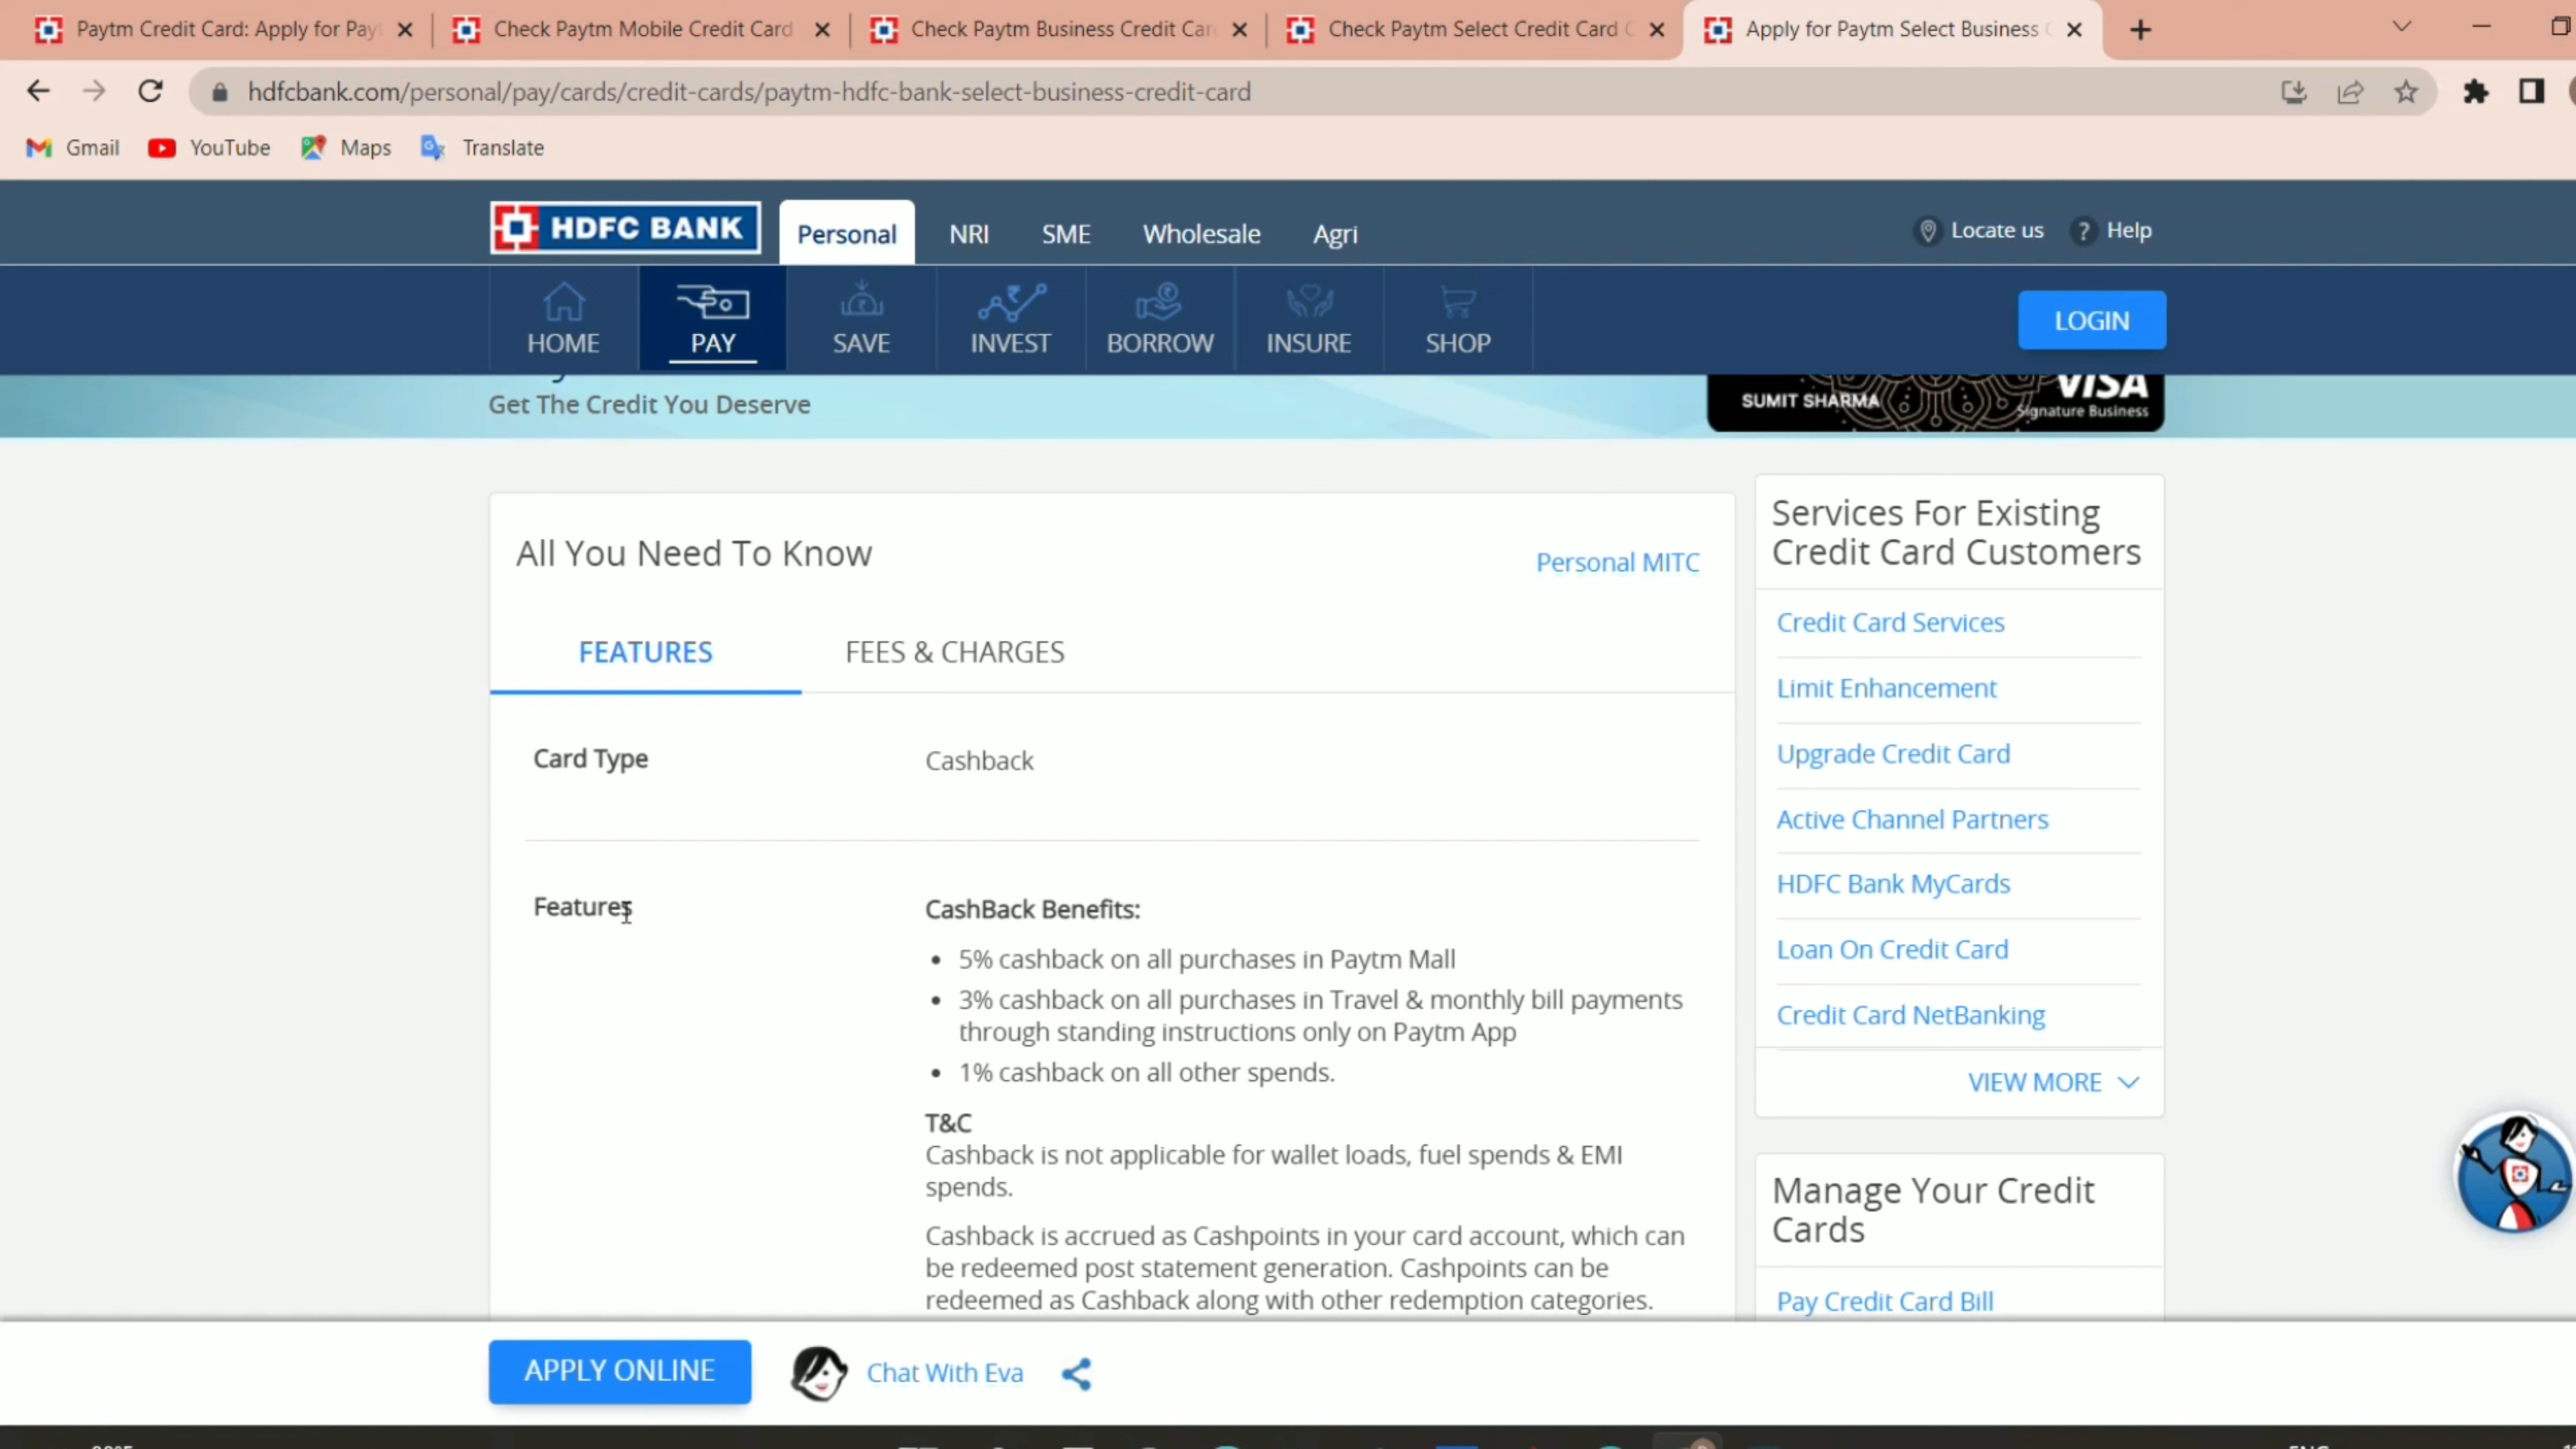 Paytm Credit Card: Apply for Pay
Check Paytm Mobile Credit Card
Check Paytm Business Credit Car
Check Paytm Select Credit Card
Apply for Paytm Select Business
hdfcbank.com/personal/pay/cards/credit-cards/paytm-hdfc-bank-select-business-credit-card
Gmail
YouTube
Maps
Translate
HDFC BANK
Personal
NRI
SME
Wholesale
Agri
Locate us
? Help
HOME
PAY
SAVE
INVEST
BORROW
INSURE
SHOP
LOGIN
Get The Credit You Deserve
VISA
SUMIT SHARMA
Signature Business
All You Need To Know
Personal MITC
FEATURES
FEES & CHARGES
Card Type
Cashback
Features
CashBack Benefits:
• 5% cashback on all purchases in Paytm Mall
• 3% cashback on all purchases in Travel & monthly bill payments
through standing instructions only on Paytm App
• 1% cashback on all other spends.
T&C
Cashback is not applicable for wallet loads, fuel spends & EMI
spends.
Cashback is accrued as Cashpoints in your card account, which can
be redeemed post statement generation. Cashpoints can be
redeemed as Cashback along with other redemption categories.
Services For Existing
Credit Card Customers
Credit Card Services
Limit Enhancement
Upgrade Credit Card
Active Channel Partners
HDFC Bank MyCards
Loan On Credit Card
Credit Card NetBanking
VIEW MORE
Manage Your Credit
Cards
Pay Credit Card Bill
APPLY ONLINE
Chat With Eva